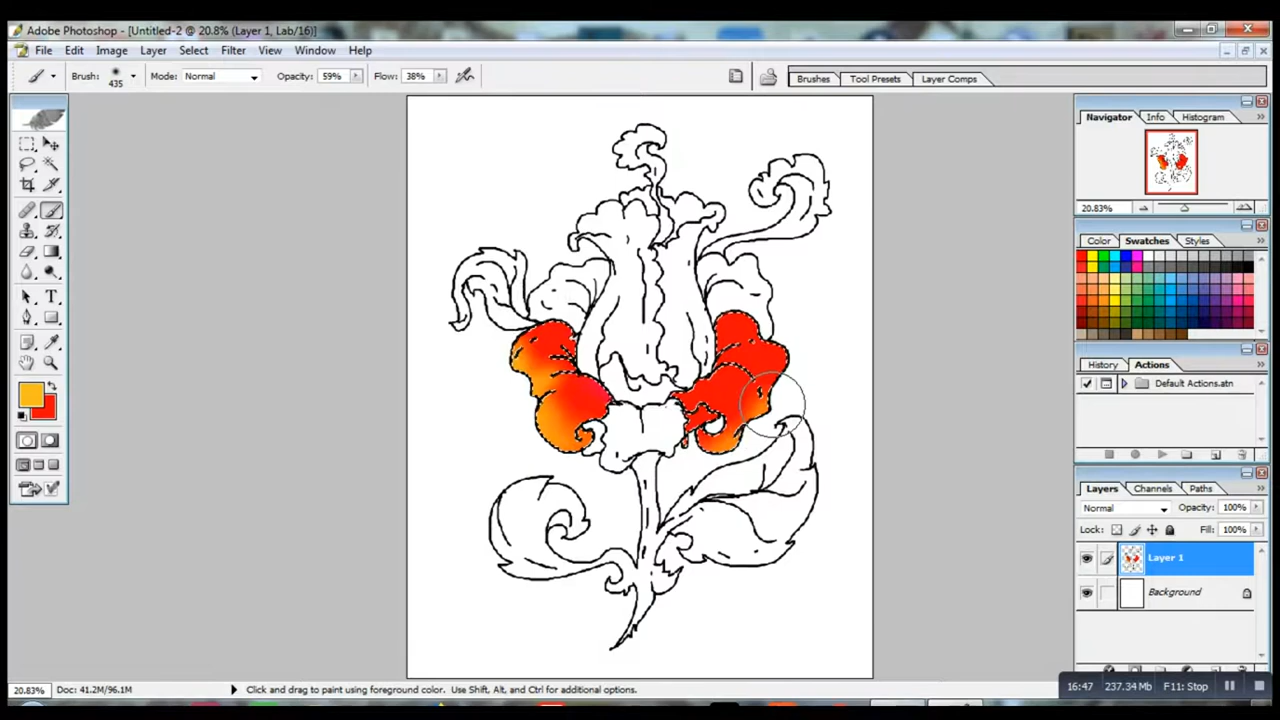 Adobe Photoshop - [Untitled-2 @ 20.8% (Layer 1, Lab/16)]
File Edit Image Layer Select Filter View Window Help
Brush: 435 Mode: Normal Opacity: 59% Flow: 38% Brushes Tool Presets Layer Comps
Navigator Info Histogram
20.83%
Color Swatches Styles
History Actions
Default Actions.atn
Layers Channels Paths
Normal Opacity: 100%
Lock: Fill: 100%
Layer 1
Background
20.83% Doc: 41.2M/96.1M Click and drag to paint using foreground color. Use Shift, Alt, and Ctrl for additional options.
16:47 237.34 Mb F11: Stop